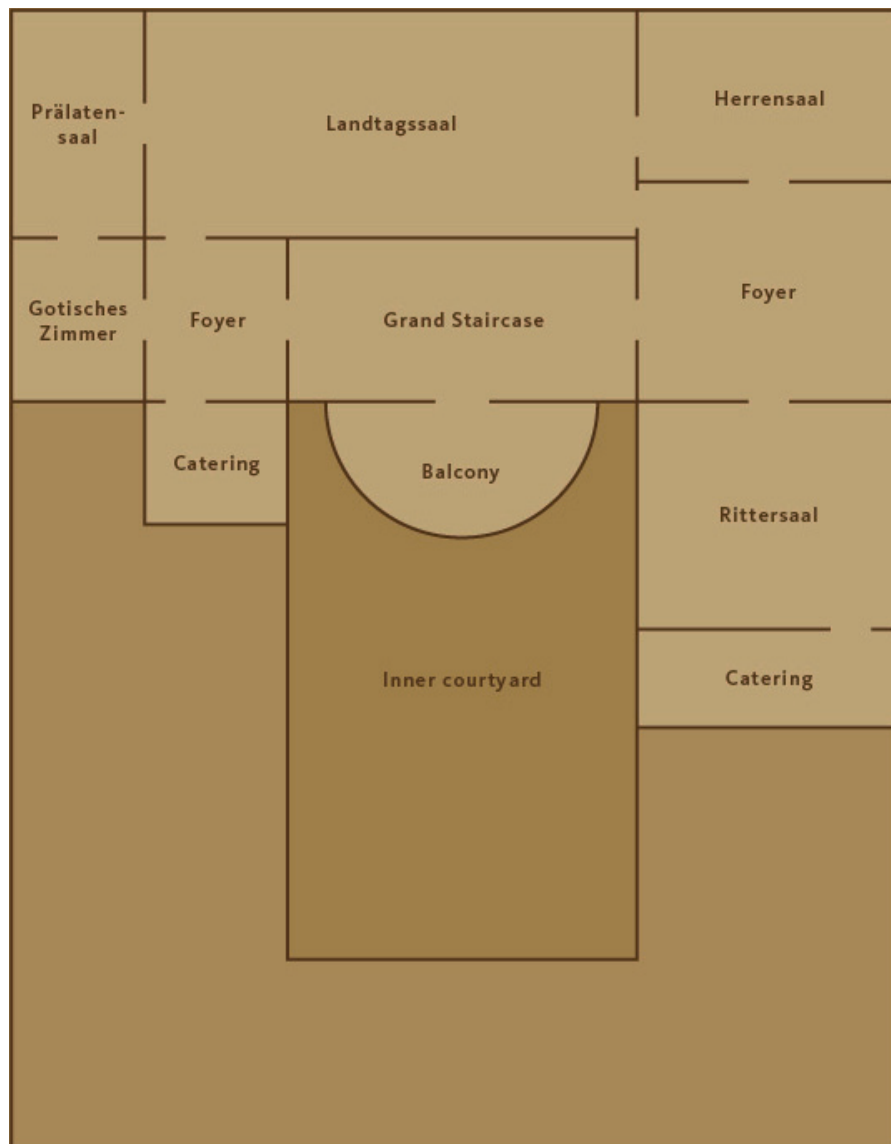 Herrensaal
Prälaten-
saal
Landtagssaal
Foyer
Gotisches
Zimmer
Foyer
Grand Staircase
Catering
Balcony
Rittersaal
Inner courtyard
Catering